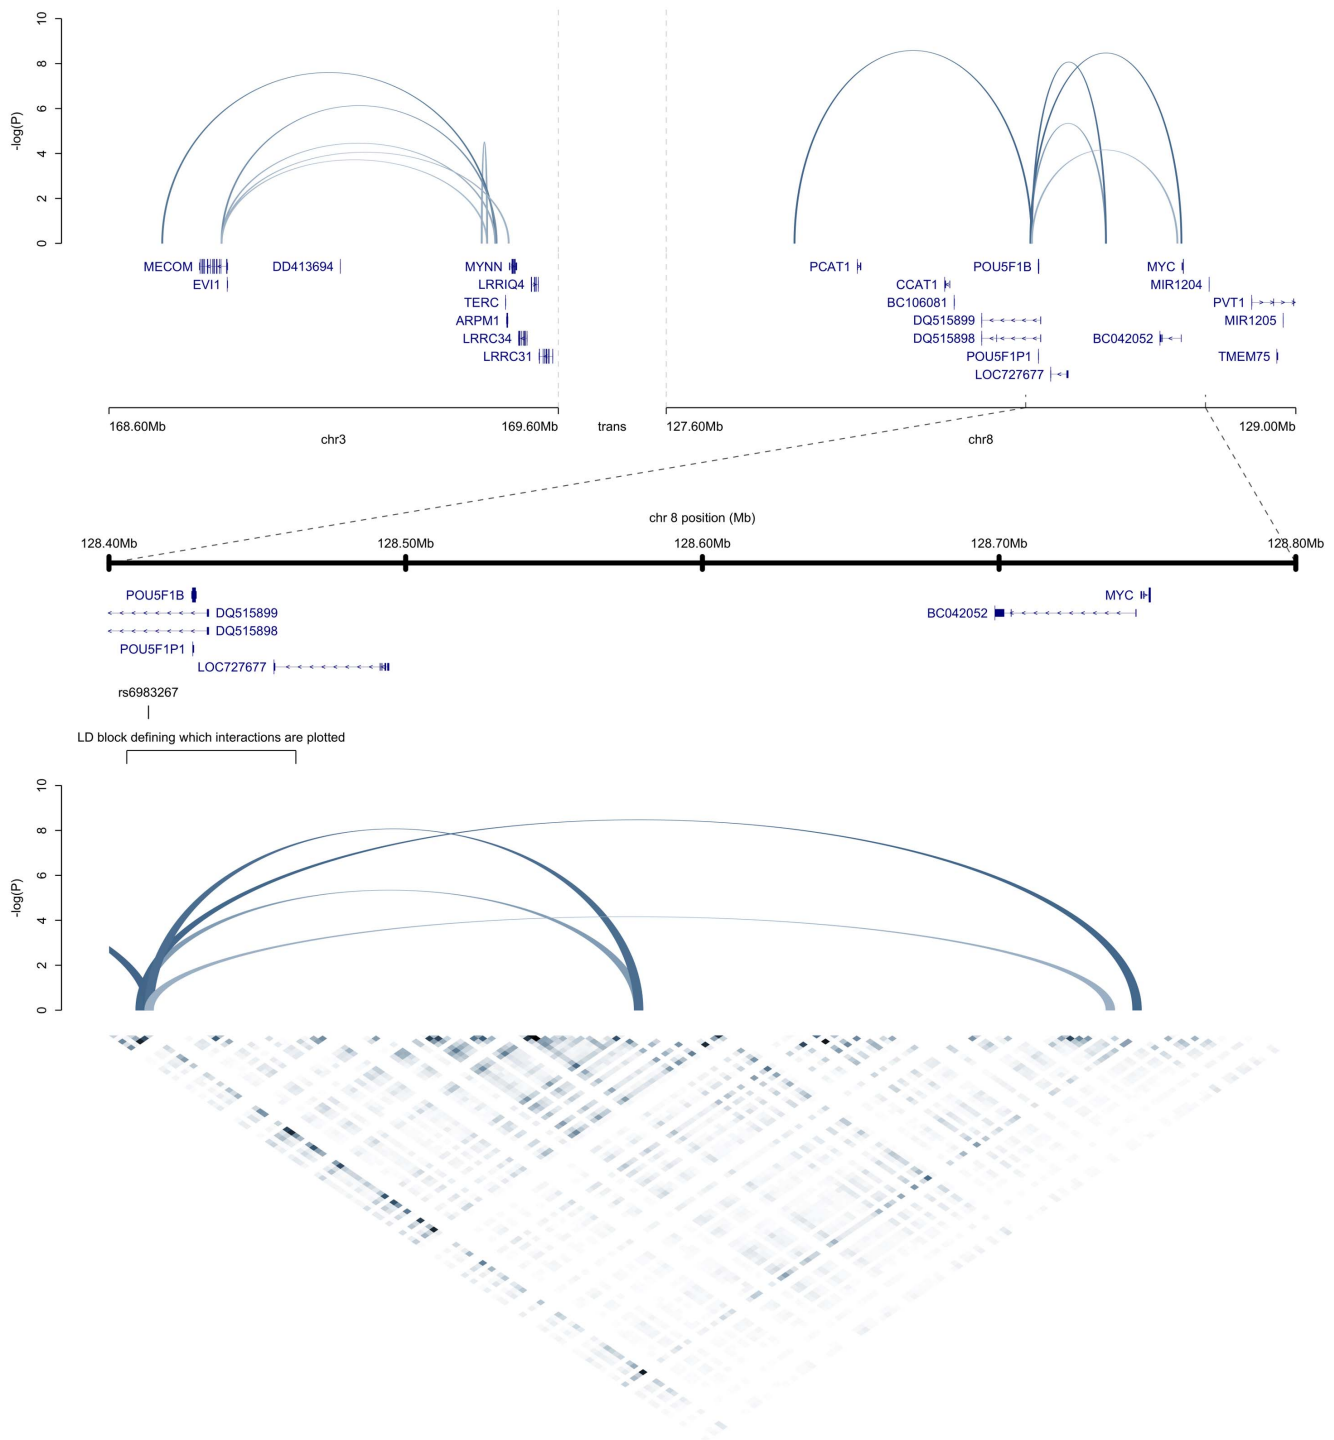 10
8
6
4
2
0
-log(P)
MECOM DD413694 MYNN PCAT1 POU5F1B MYC
EVI1 LRRIQ4 CCAT1 MIR1204
TERC BC106081 PVT1
ARPM1 DQ515899 MIR1205
LRRC34 DQ515898 BC042052
LRRC31 POU5F1P1 TMEM75
LOC727677
168.60Mb 169.60Mb trans 127.60Mb 129.00Mb
chr3 chr8
chr 8 position (Mb)
128.40Mb 128.50Mb 128.60Mb 128.70Mb 128.80Mb
POU5F1B MYC
DQ515899 BC042052
DQ515898
POU5F1P1
LOC727677
rs6983267
LD block defining which interactions are plotted
10
8
6
4
2
0
-log(P)